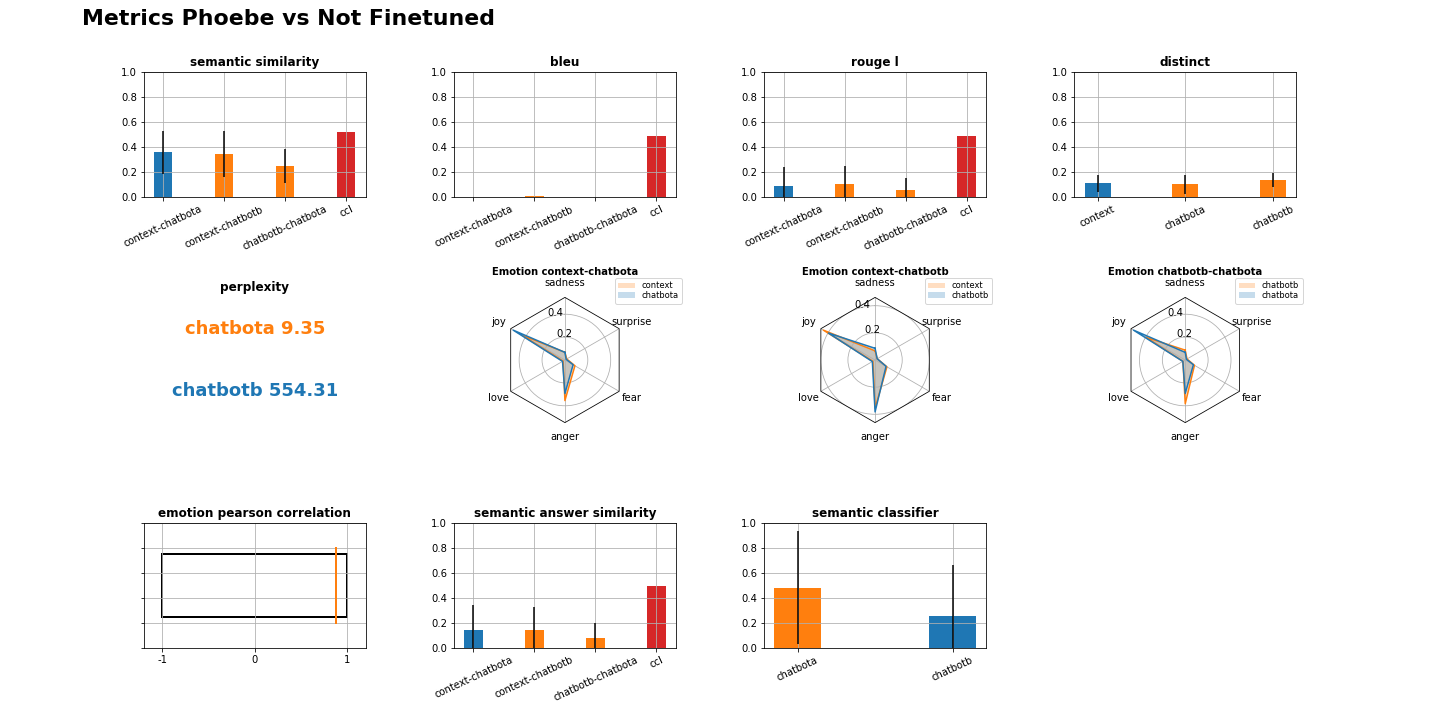 Metrics Phoebe vs Not Finetuned
semantic similarity
1.0
0.8
0.6
0.4
0.2
0.0
context-chatbota
context-chatbotb
chatbotb-chatbota
ccl
bleu
1.0
0.8
0.6
0.4
0.2
0.0
context-chatbota
context-chatbotb
chatbotb-chatbota
ccl
rouge l
1.0
0.8
0.6
0.4
0.2
0.0
context-chatbota
context-chatbotb
chatbotb-chatbota
ccl
distinct
1.0
0.8
0.6
0.4
0.2
0.0
context
chatbota
chatbotb
perplexity
chatbota 9.35
chatbotb 554.31
Emotion context-chatbota
sadness
context
chatbota
joy
surprise
0.4
0.2
love
fear
anger
Emotion context-chatbotb
sadness
context
chatbotb
joy
surprise
0.4
0.2
love
fear
anger
Emotion chatbotb-chatbota
sadness
chatbotb
chatbota
joy
surprise
0.4
0.2
love
fear
anger
emotion pearson correlation
-1
0
1
semantic answer similarity
1.0
0.8
0.6
0.4
0.2
0.0
context-chatbota
context-chatbotb
chatbotb-chatbota
ccl
semantic classifier
1.0
0.8
0.6
0.4
0.2
0.0
chatbota
chatbotb